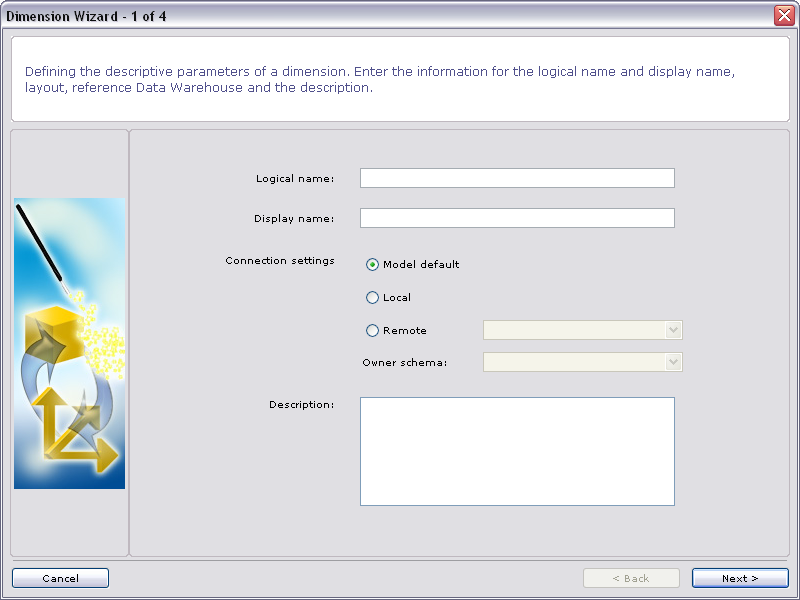 Dimension Wizard - 1 of 4
Defining the descriptive parameters of a dimension. Enter the information for the logical name and display name,
layout, reference Data Warehouse and the description.
Logical name:
Display name:
Connection settings
Model default
Local
Remote
Owner schema:
Description:
Cancel
< Back
Next >